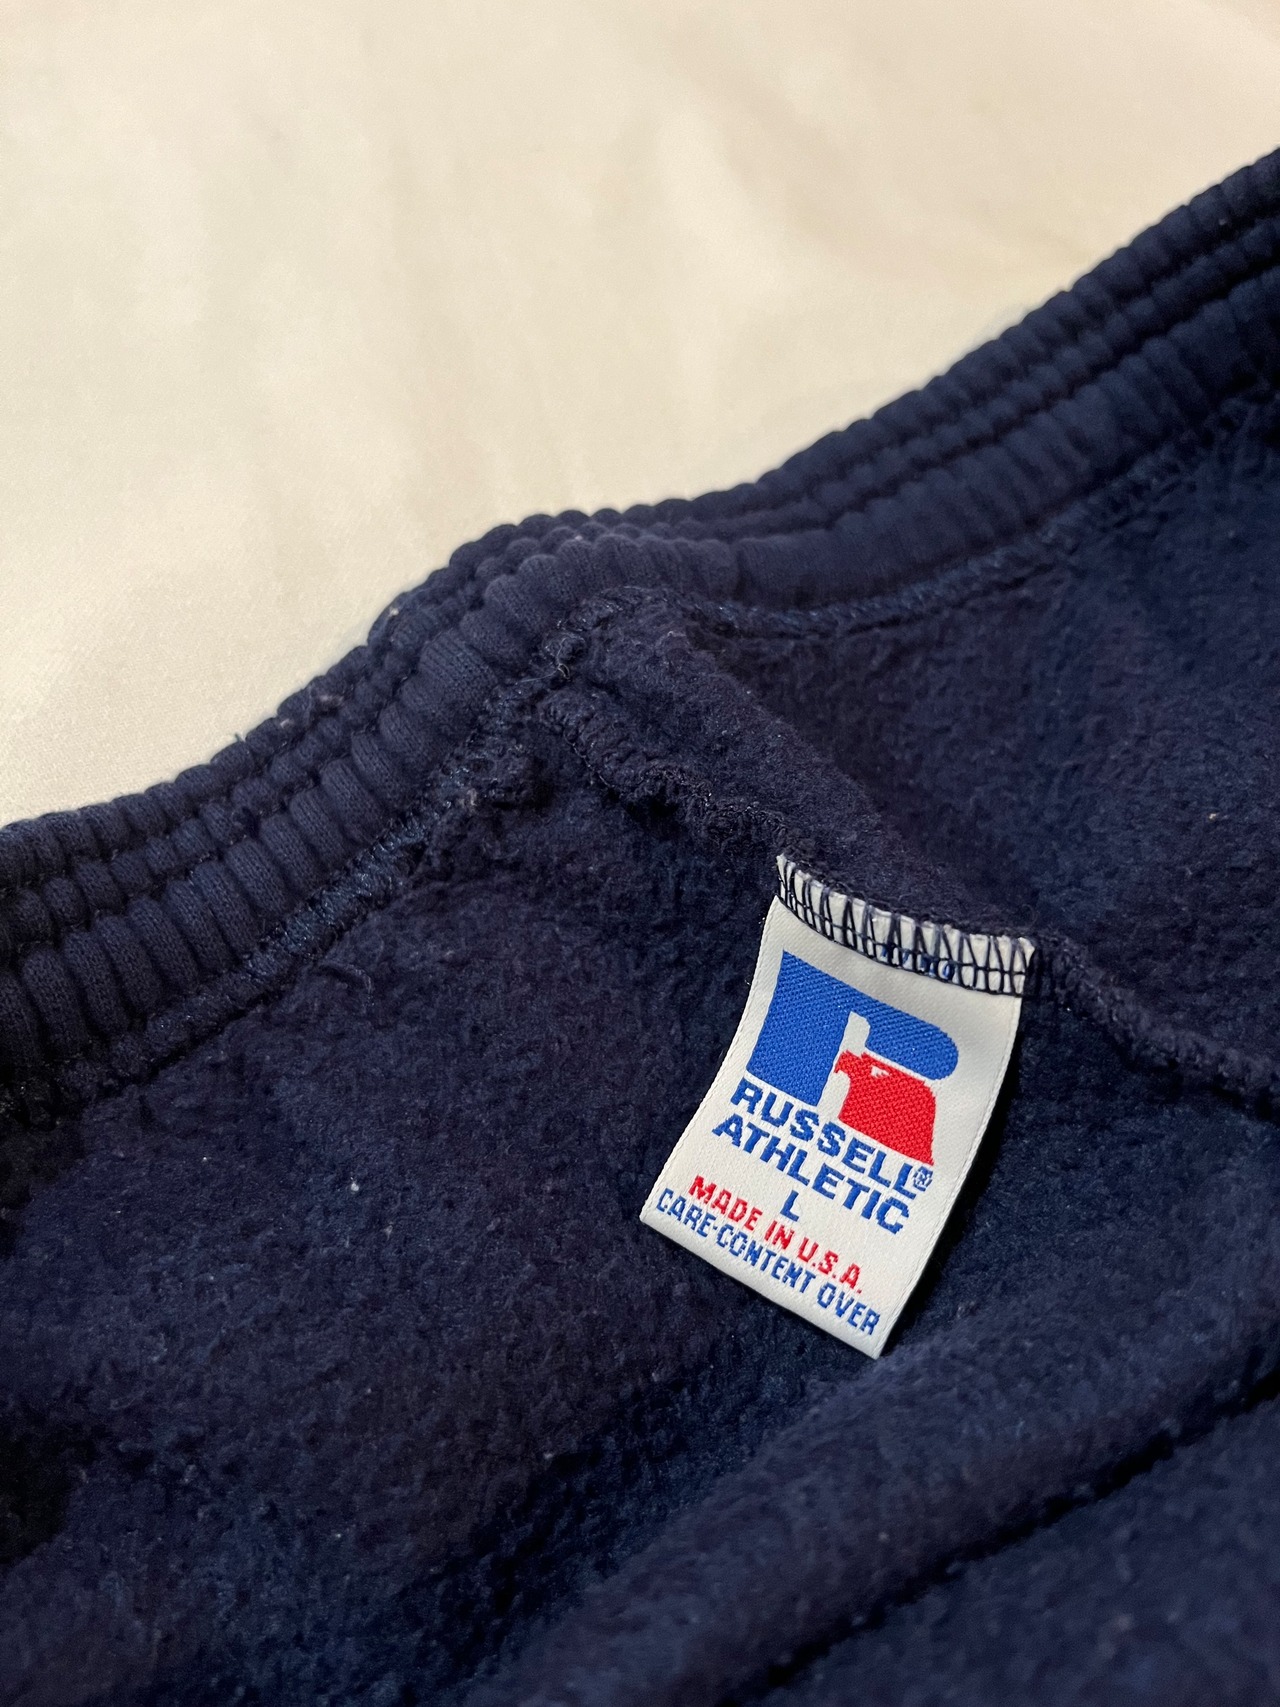 RUSSELL®
ATHLETIC
L
MADE IN U.S.A.
CARE-CONTENT OVER